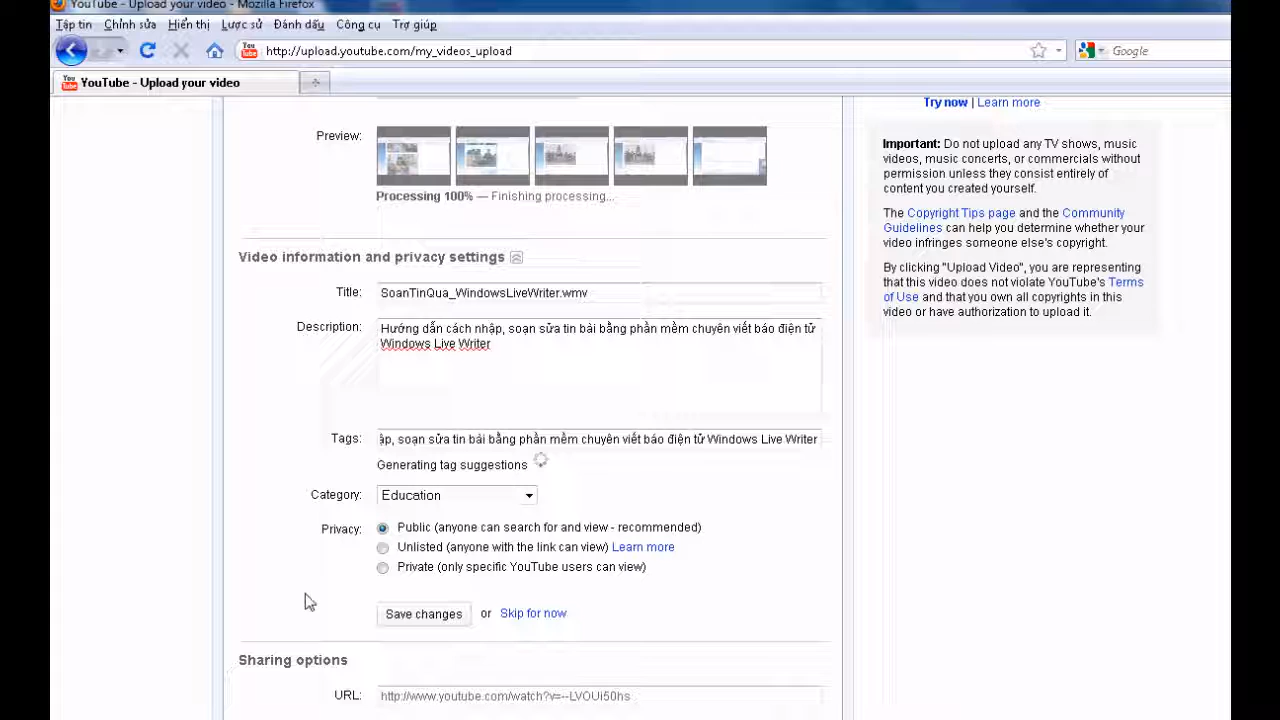 YouTube - Upload your video - Mozilla Firefox
Tập tin Chỉnh sửa Hiển thị Lược sử Đánh dấu Công cụ Trợ giúp
http://upload.youtube.com/my_videos_upload
Google
YouTube - Upload your video
Try now | Learn more
Preview:
Processing 100% — Finishing processing...
Important: Do not upload any TV shows, music
videos, music concerts, or commercials without
permission unless they consist entirely of
content you created yourself.
The Copyright Tips page and the Community
Guidelines can help you determine whether your
video infringes someone else's copyright.
By clicking "Upload Video", you are representing
that this video does not violate YouTube's Terms
of Use and that you own all copyrights in this
video or have authorization to upload it.
Video information and privacy settings
Title: SoanTinQua_WindowsLiveWriter.wmv
Description: Hướng dẫn cách nhập, soạn sửa tin bài bằng phần mềm chuyên viết báo điện tử
Windows Live Writer
Tags: ập, soạn sửa tin bài bằng phần mềm chuyên viết báo điện tử Windows Live Writer
Generating tag suggestions
Category: Education
Privacy: Public (anyone can search for and view - recommended)
Unlisted (anyone with the link can view) Learn more
Private (only specific YouTube users can view)
Save changes or Skip for now
Sharing options
URL: http://www.youtube.com/watch?v=--LVOUi50hs